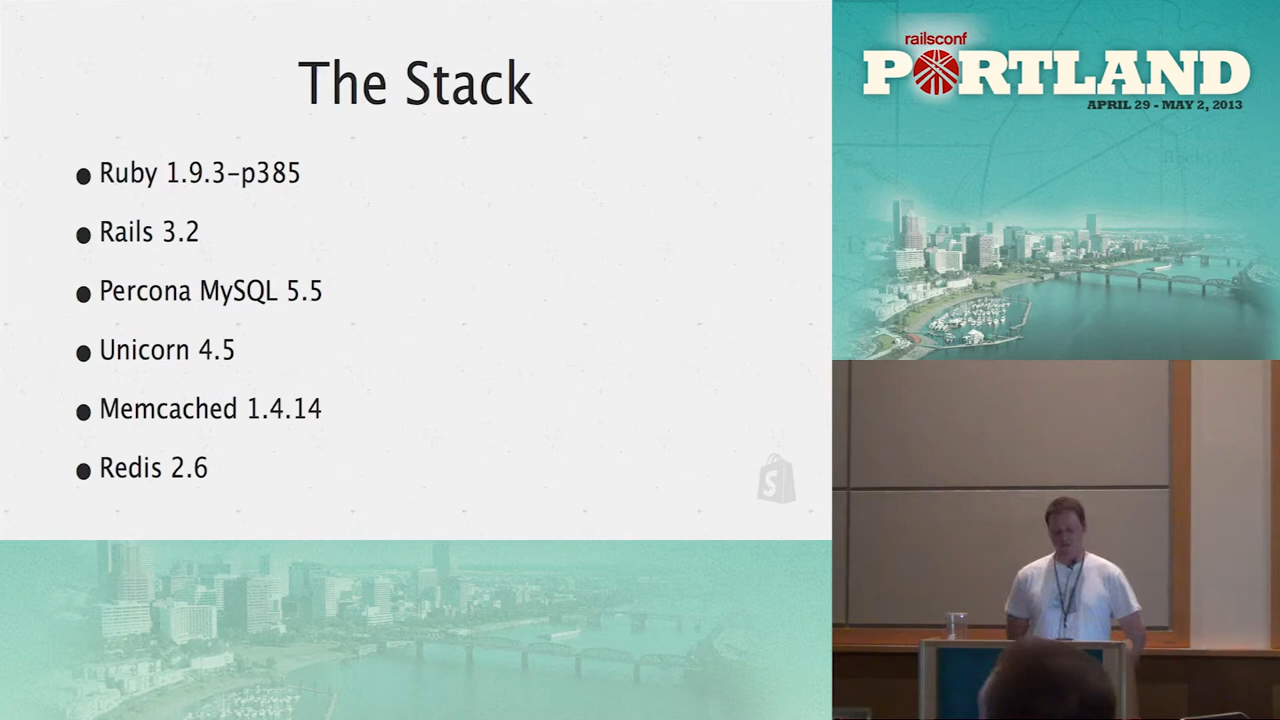 The Stack
Ruby 1.9.3-p385
Rails 3.2
Percona MySQL 5.5
Unicorn 4.5
Memcached 1.4.14
Redis 2.6
S
railsconf
PORTLAND
APRIL 29 - MAY 2, 2013